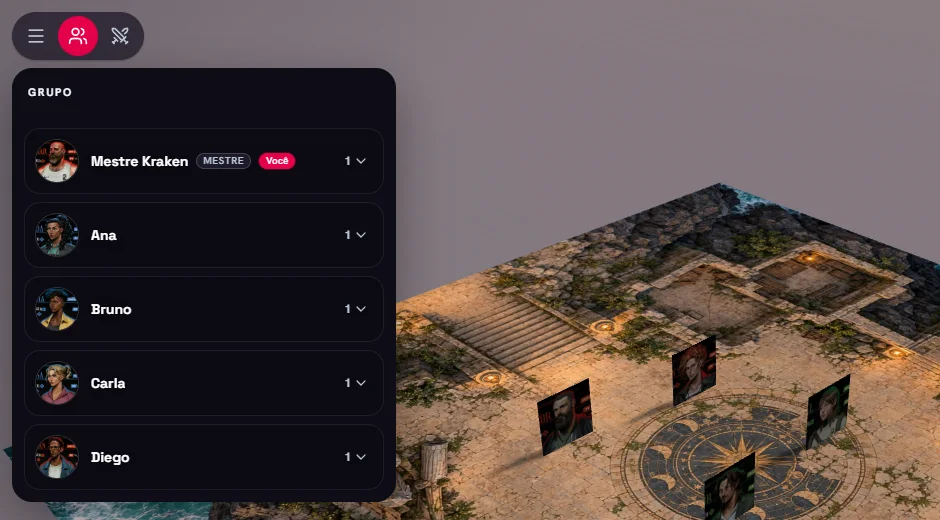 GRUPO
Mestre Kraken MESTRE Você 1
Ana 1
Bruno 1
Carla 1
Diego 1